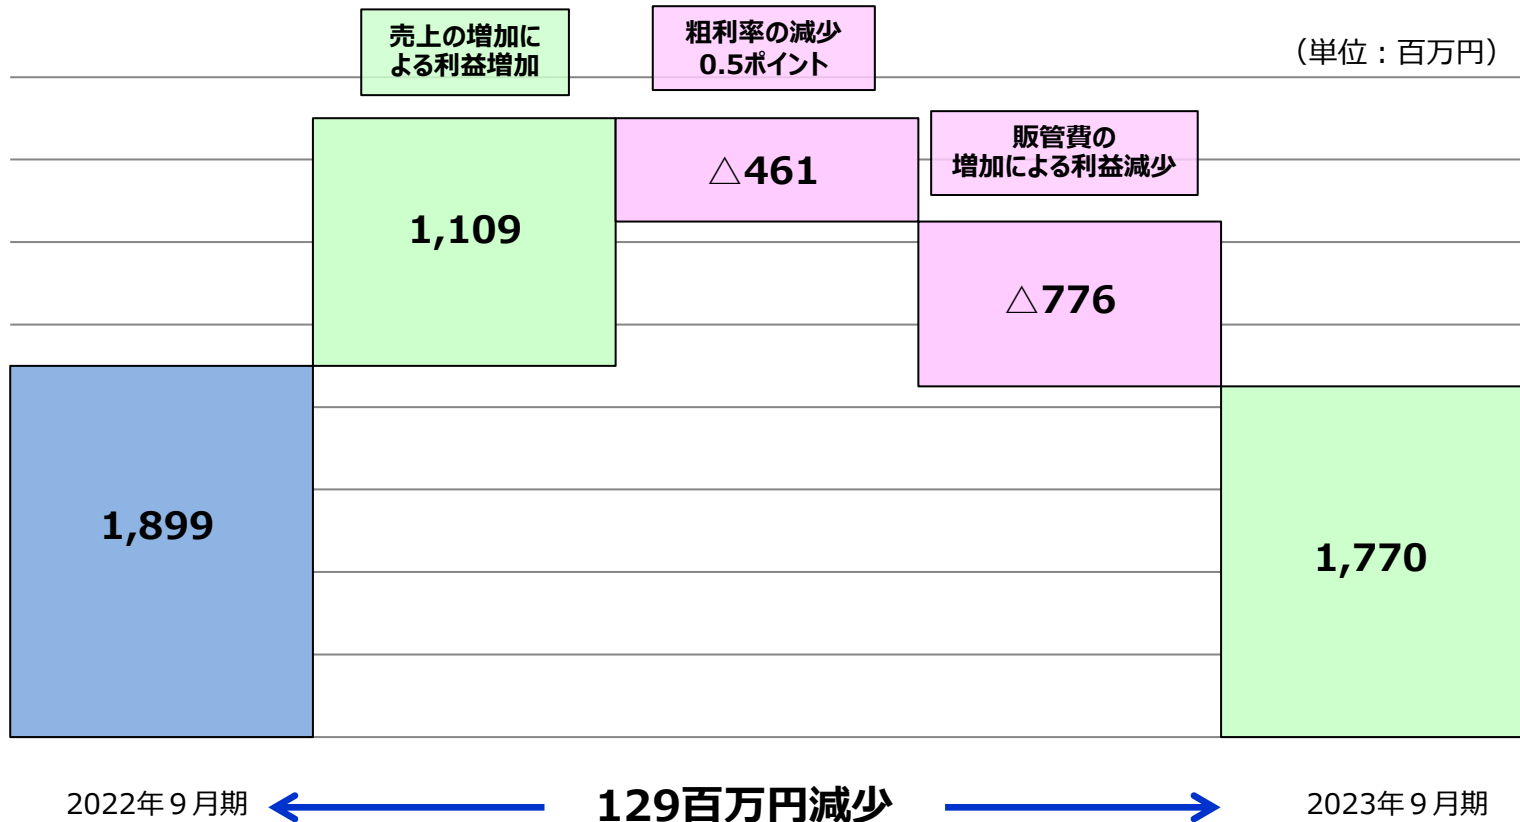 売上の増加に
よる利益増加
粗利率の減少
0.5ポイント
（単位：百万円）
販管費の
増加による利益減少
1,109
△461
△776
1,899
1,770
2022年９月期
129百万円減少
2023年９月期